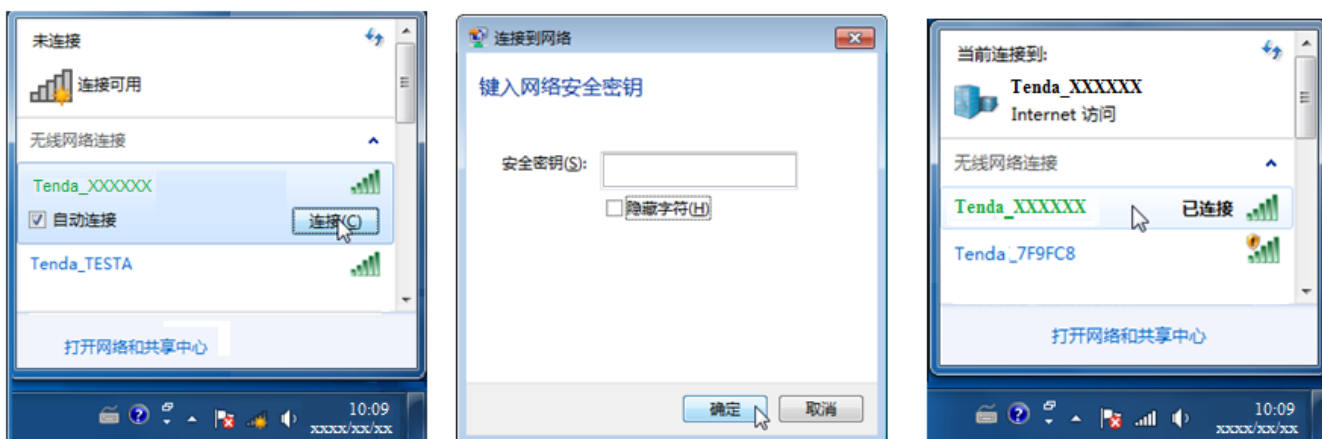 未连接
连接可用
无线网络连接
Tenda_XXXXXX
自动连接
连接(C)
Tenda_TESTA
打开网络和共享中心
10:09
xxxx/xx/xx
连接到网络
键入网络安全密钥
安全密钥(S):
隐藏字符(H)
确定
取消
当前连接到:
Tenda_XXXXXX
Internet 访问
无线网络连接
Tenda_XXXXXX 已连接
Tenda_7F9FC8
打开网络和共享中心
10:09
xxxx/xx/xx